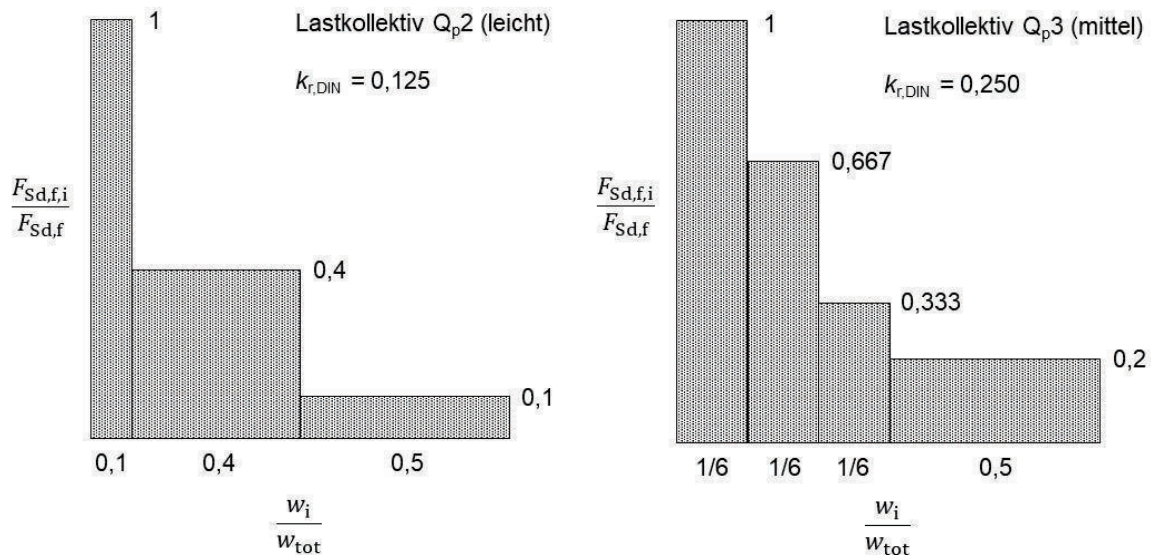 1
Lastkollektiv Qp2 (leicht)
kr,DIN = 0,125
FSd,f,i
FSd,f
0,4
0,1
0,1
0,4
0,5
wi
wtot
1
Lastkollektiv Qp3 (mittel)
kr,DIN = 0,250
FSd,f,i
FSd,f
0,667
0,333
0,2
1/6
1/6
1/6
0,5
wi
wtot